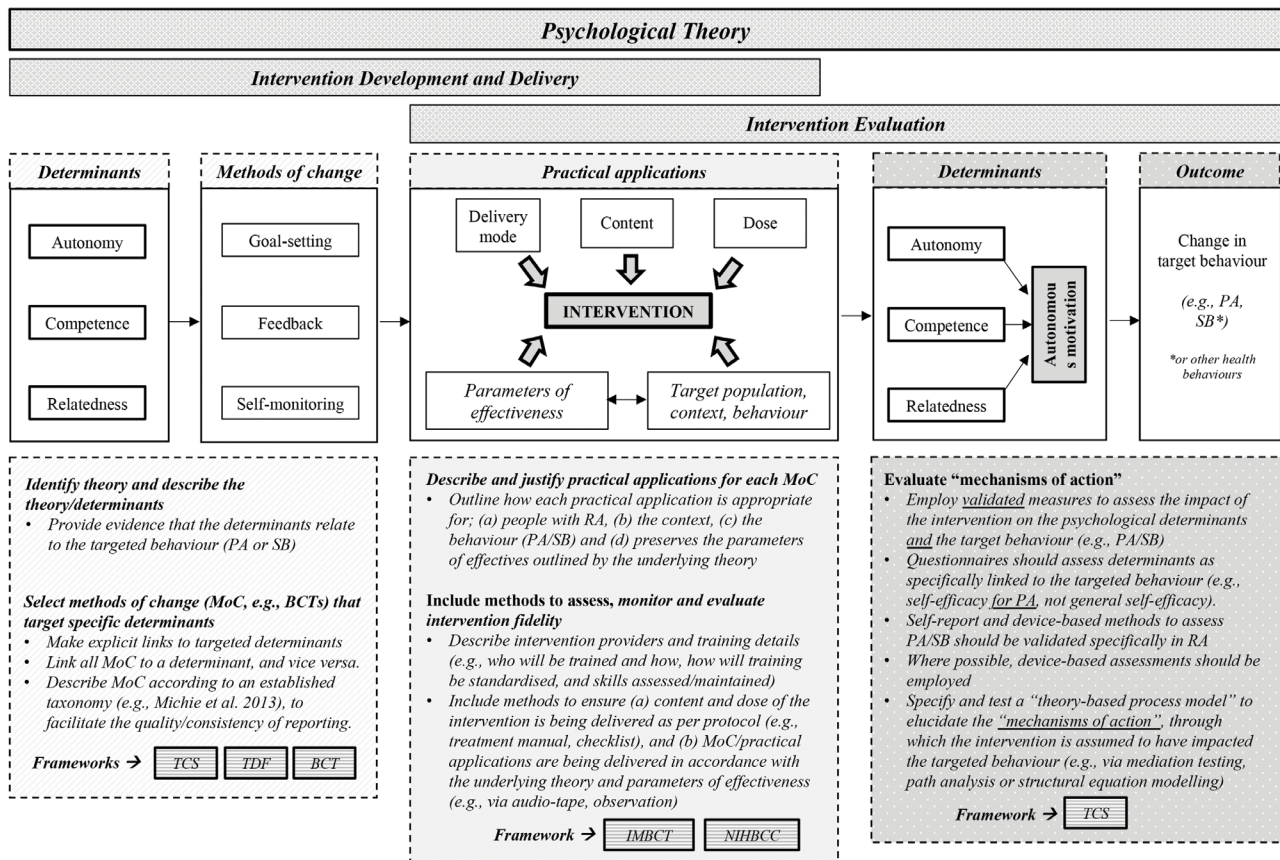 Psychological Theory
Intervention Development and Delivery
Intervention Evaluation
Determinants
Autonomy
Competence
Relatedness
Methods of change
Goal-setting
Feedback
Self-monitoring
Practical applications
Delivery
mode
Content
Dose
INTERVENTION
Parameters of
effectiveness
Target population,
context, behaviour
Determinants
Autonomy
Competence
Relatedness
Autonomou
s motivation
Outcome
Change in
target behaviour
(e.g., PA,
SB*)
*or other health
behaviours
Identify theory and describe the
theory/determinants
• Provide evidence that the determinants relate
to the targeted behaviour (PA or SB)
Select methods of change (MoC, e.g., BCTs) that
target specific determinants
• Make explicit links to targeted determinants
• Link all MoC to a determinant, and vice versa.
• Describe MoC according to an established
taxonomy (e.g., Michie et al. 2013), to
facilitate the quality/consistency of reporting.
Frameworks → TCS TDF BCT
Describe and justify practical applications for each MoC
• Outline how each practical application is appropriate
for; (a) people with RA, (b) the context, (c) the
behaviour (PA/SB) and (d) preserves the parameters
of effectives outlined by the underlying theory
Include methods to assess, monitor and evaluate
intervention fidelity
• Describe intervention providers and training details
(e.g., who will be trained and how, how will training
be standardised, and skills assessed/maintained)
• Include methods to ensure (a) content and dose of the
intervention is being delivered as per protocol (e.g.,
treatment manual, checklist), and (b) MoC/practical
applications are being delivered in accordance with
the underlying theory and parameters of effectiveness
(e.g., via audio-tape, observation)
Framework → IMBCT NIHBCC
Evaluate “mechanisms of action”
• Employ validated measures to assess the impact of
the intervention on the psychological determinants
and the target behaviour (e.g., PA/SB)
• Questionnaires should assess determinants as
specifically linked to the targeted behaviour (e.g.,
self-efficacy for PA, not general self-efficacy).
• Self-report and device-based methods to assess
PA/SB should be validated specifically in RA
• Where possible, device-based assessments should be
employed
• Specify and test a “theory-based process model” to
elucidate the “mechanisms of action”, through
which the intervention is assumed to have impacted
the targeted behaviour (e.g., via mediation testing,
path analysis or structural equation modelling)
Framework → TCS